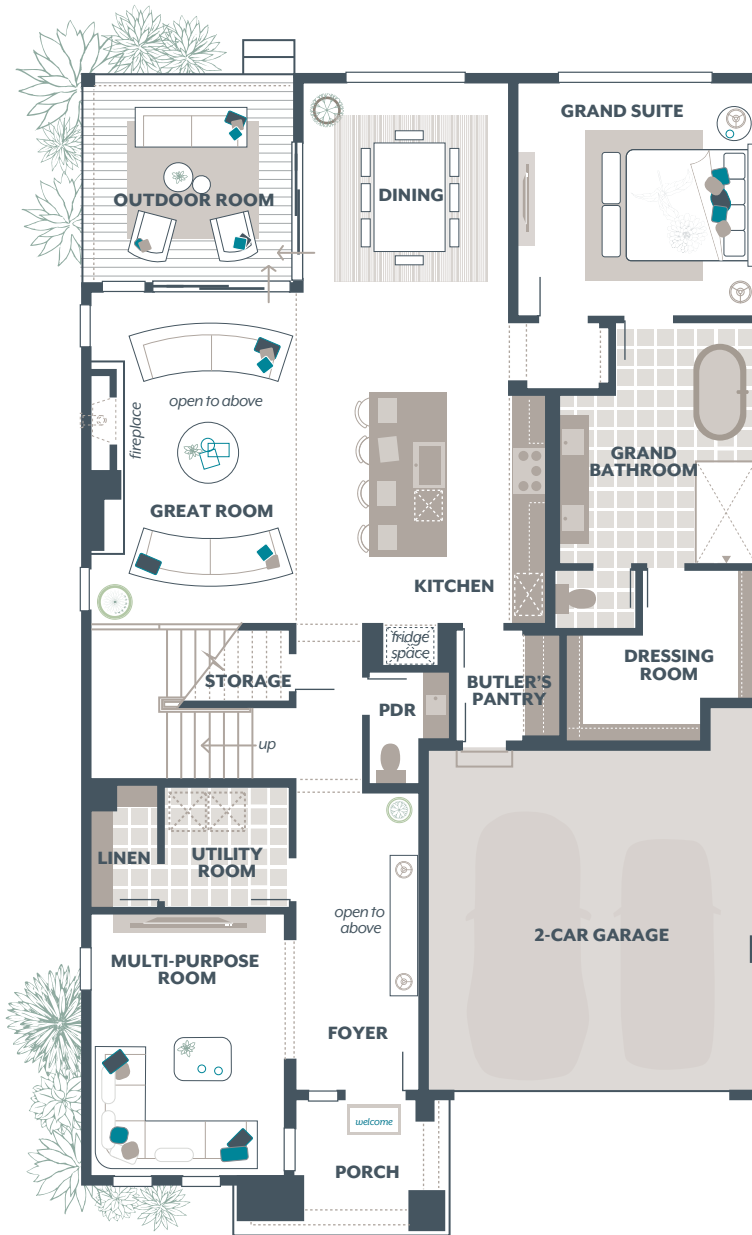 GRAND SUITE
OUTDOOR ROOM
DINING
open to above
fireplace
GREAT ROOM
GRAND
BATHROOM
KITCHEN
fridge
space
STORAGE
BUTLER'S
PANTRY
DRESSING
ROOM
PDR
up
LINEN
UTILITY
ROOM
open to
above
2-CAR GARAGE
MULTI-PURPOSE
ROOM
FOYER
welcome
PORCH